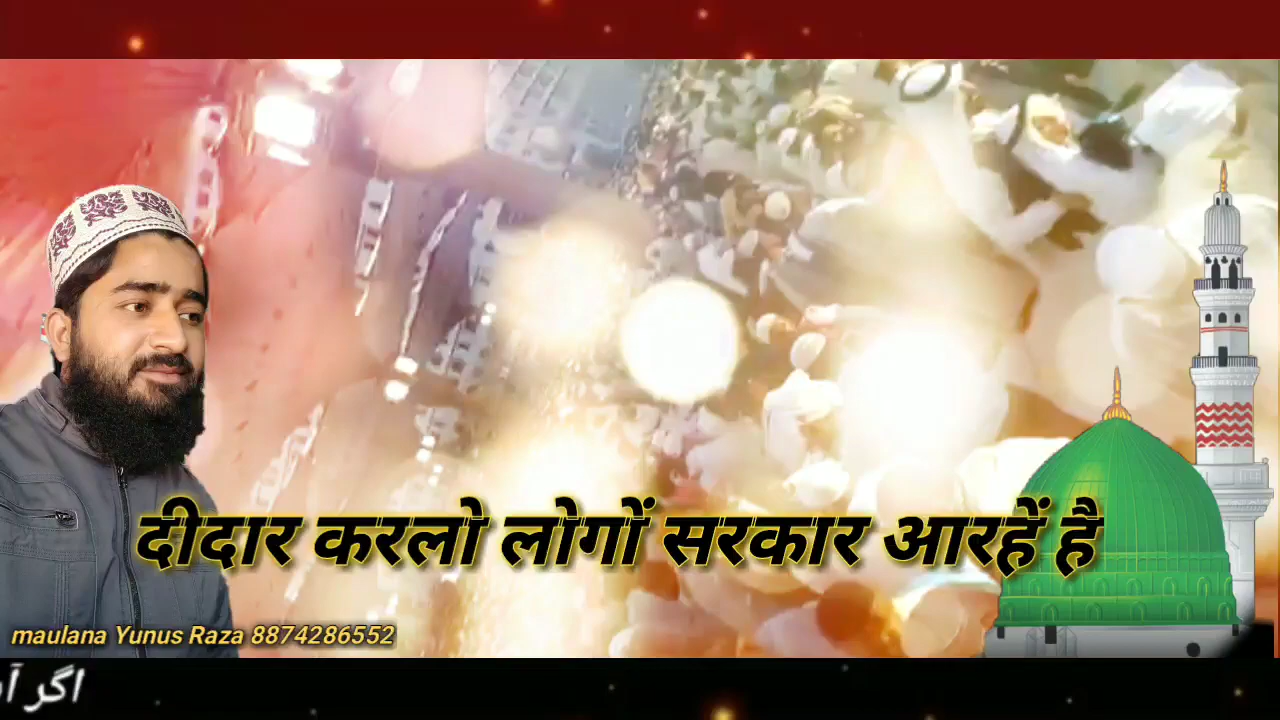 दीदार करलो लोगों सरकार आरहें है
maulana Yunus Raza 8874286552
اگر